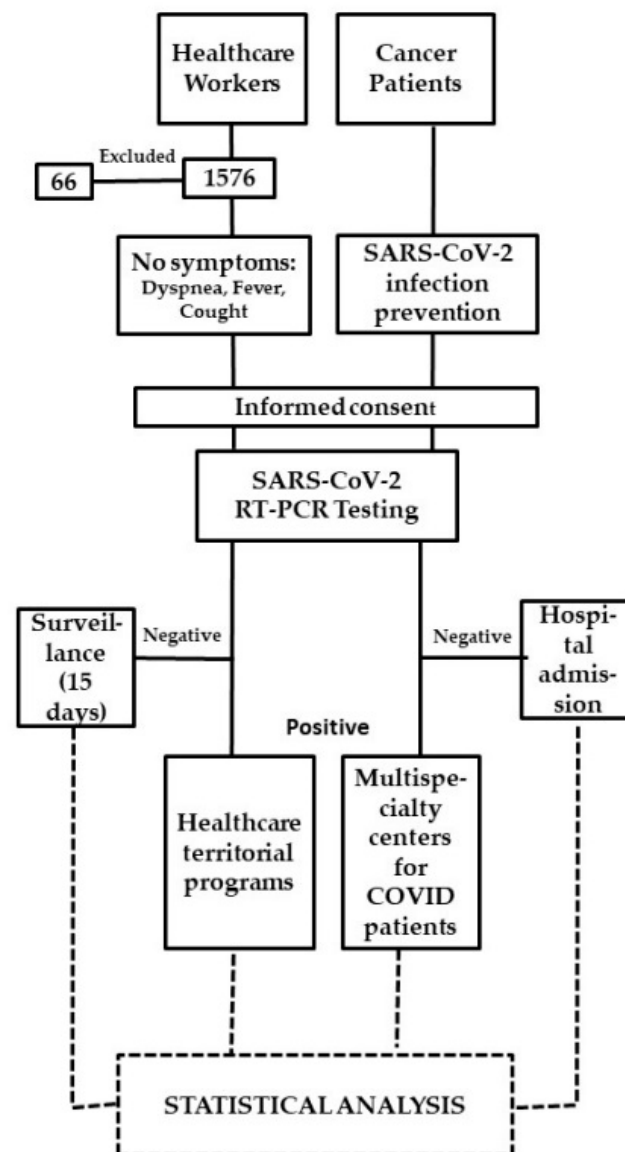 Healthcare
Workers
Cancer
Patients
Excluded
66
1576
No symptoms:
Dyspnea, Fever,
Cought
SARS-CoV-2
infection
prevention
Informed consent
SARS-CoV-2
RT-PCR Testing
Surveil-
lance
(15
days)
Negative
Negative
Hospi-
tal
admis-
sion
Positive
Healthcare
territorial
programs
Multispe-
cialty
centers
for
COVID
patients
STATISTICAL ANALYSIS